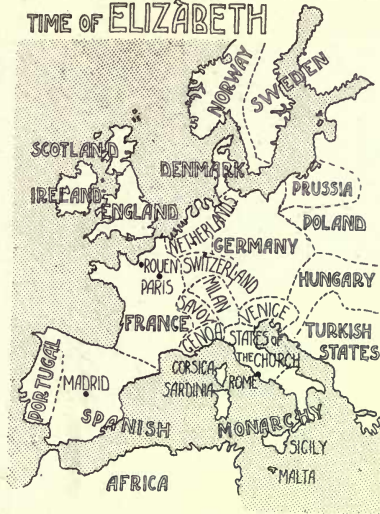 TIME OF ELIZABETH
NORWAY
SWEDEN
SCOTLAND
DENMARK
IRELAND
ENGLAND
PRUSSIA
NETHERLANDS
POLAND
GERMANY
ROUEN
SWITZERLAND
PARIS
HUNGARY
MILAN
SAVOY
VENICE
FRANCE
GENOA
TURKISH
STATES
STATES OF
THE CHURCH
CORSICA
SARDINIA
ROME
PORTUGAL
MADRID
SPANISH MONARCHY
SICILY
MALTA
AFRICA